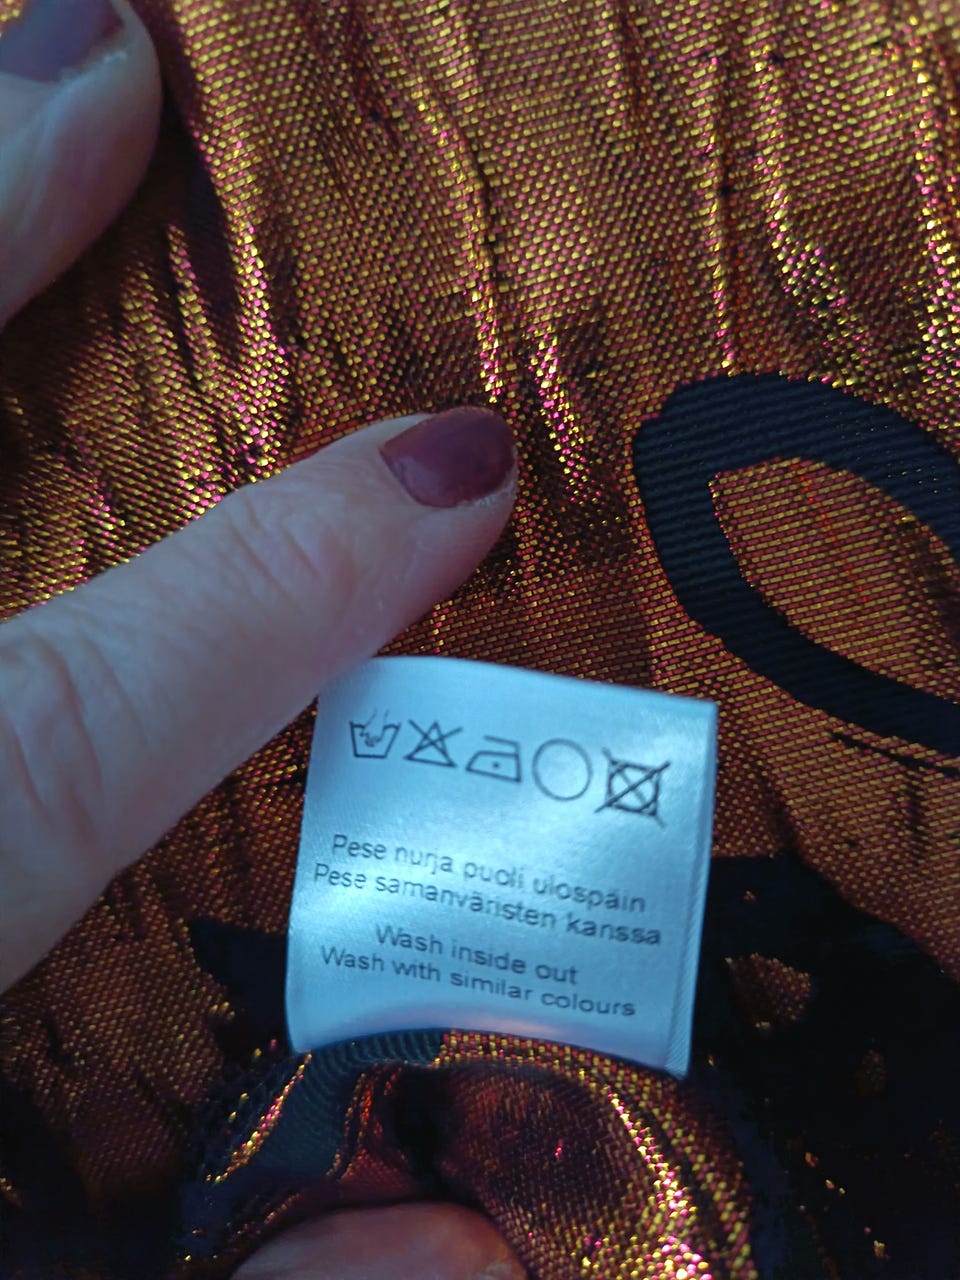 Pese nurja puoli ulospäin
Pese samanväristen kanssa
Wash inside out
Wash with similar colours